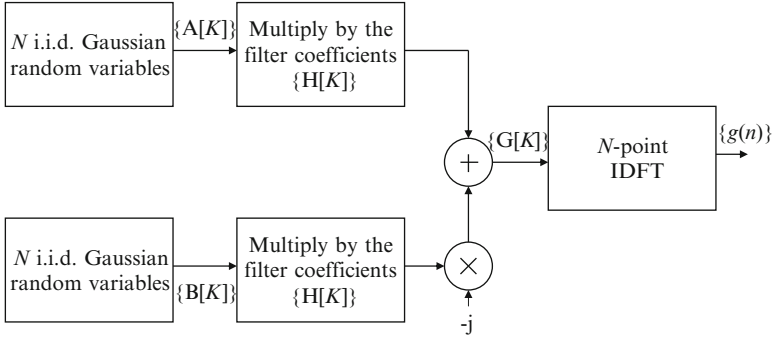 N i.i.d. Gaussian
random variables
{A[K]}
Multiply by the
filter coefficients
{H[K]}
+
{G[K]}
N-point
IDFT
{g(n)}
N i.i.d. Gaussian
random variables
{B[K]}
Multiply by the
filter coefficients
{H[K]}
×
-j